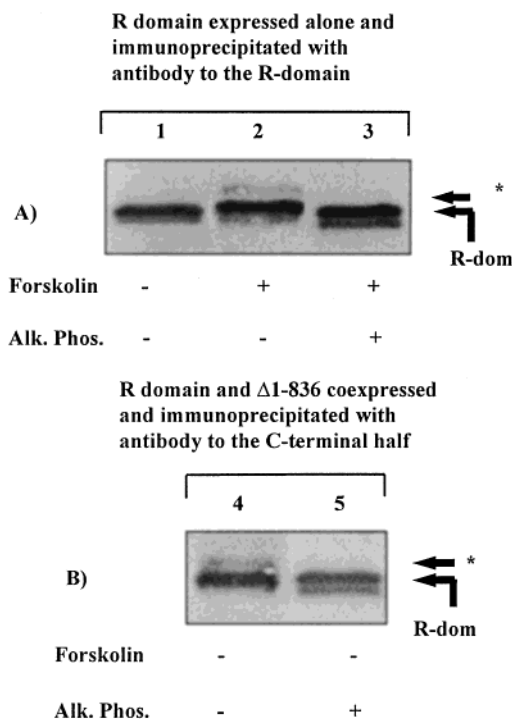 R domain expressed alone and
immunoprecipitated with
antibody to the R-domain
1 2 3
A)
*
R-dom
Forskolin - + +
Alk. Phos. - - +
R domain and Δ1-836 coexpressed
and immunoprecipitated with
antibody to the C-terminal half
4 5
B)
*
R-dom
Forskolin - -
Alk. Phos. - +